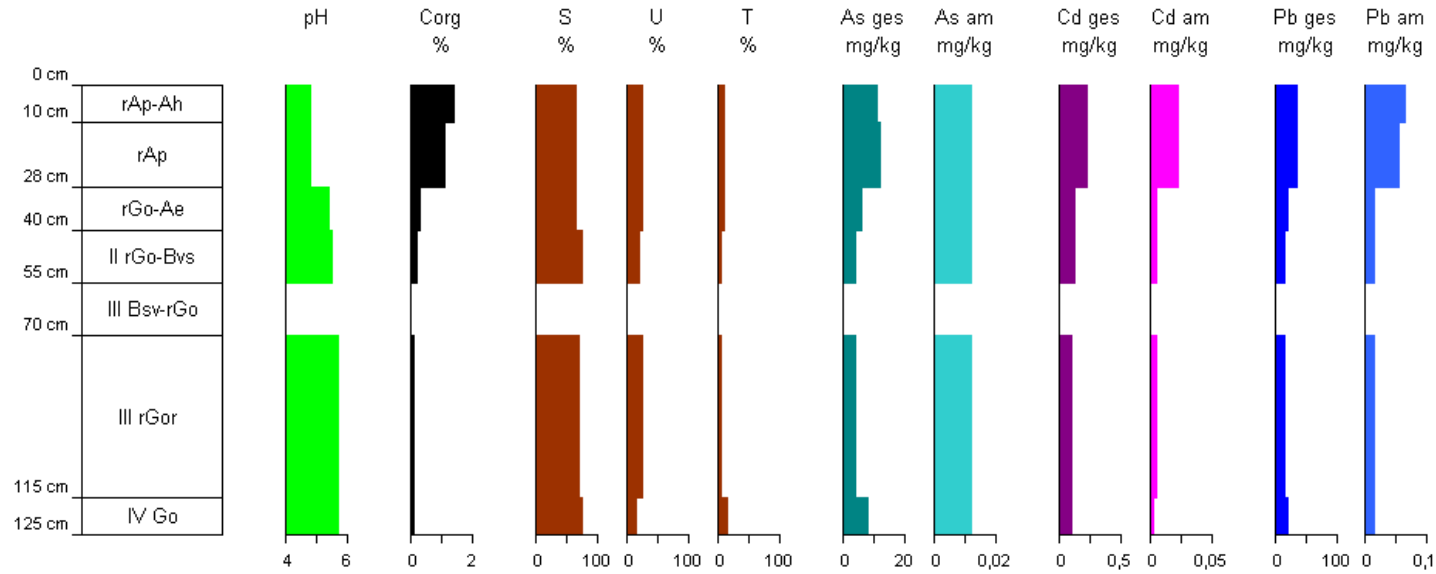 pH Corg S U T As ges As am Cd ges Cd am Pb ges Pb am
% % % % mg/kg mg/kg mg/kg mg/kg mg/kg mg/kg
0 cm
rAp-Ah
10 cm
rAp
28 cm
rGo-Ae
40 cm
II rGo-Bvs
55 cm
III Bsv-rGo
70 cm
III rGor
115 cm
IV Go
125 cm
4 6 0 2 0 100 0 100 0 100 0 20 0 0,02 0 0,5 0 0,05 0 100 0 0,1